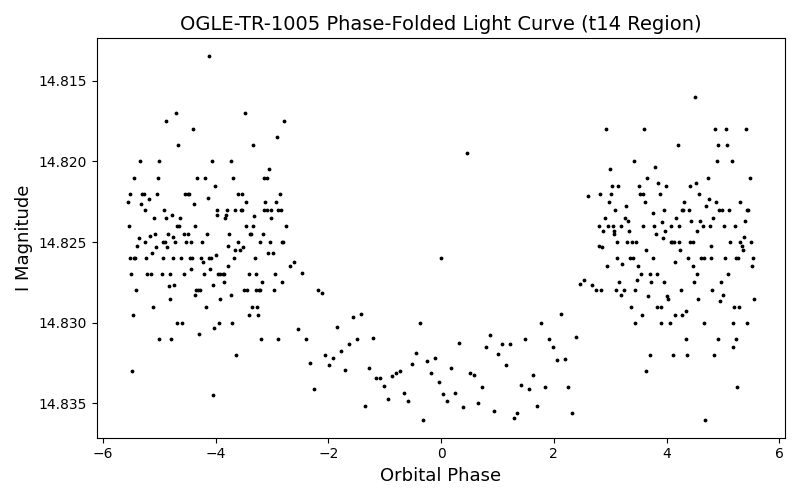 OGLE-TR-1005 Phase-Folded Light Curve (t14 Region)
I Magnitude
14.815
14.820
14.825
14.830
14.835
−6 −4 −2 0 2 4 6
Orbital Phase